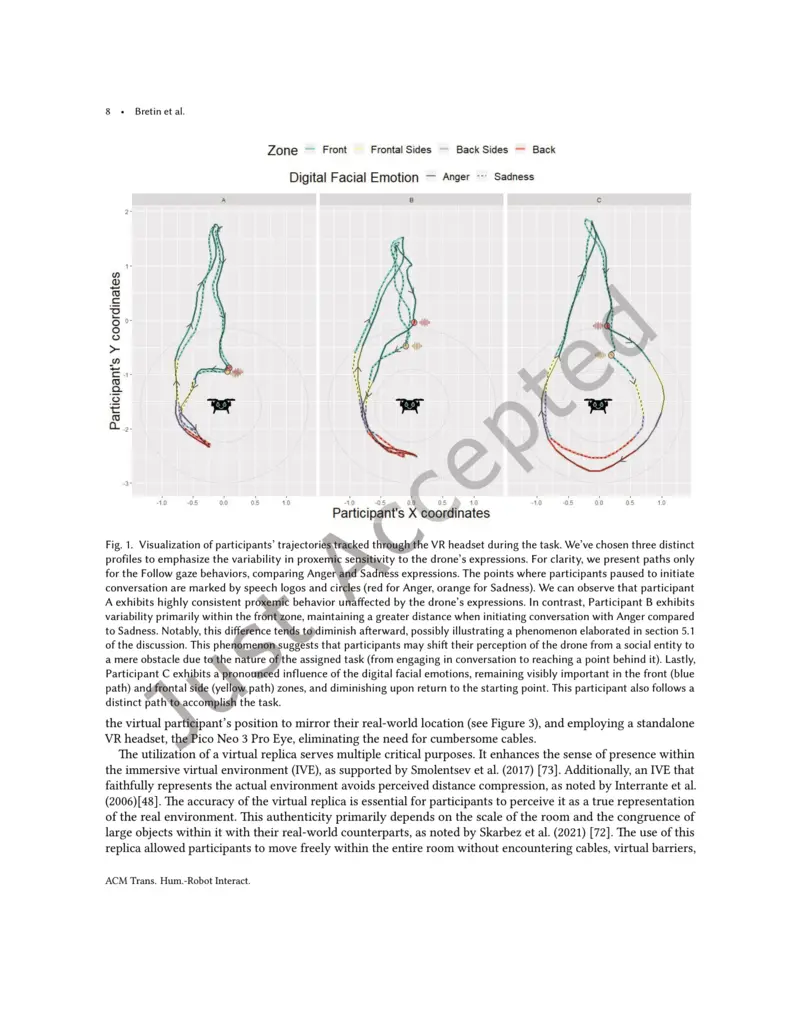 8 • Bretin et al.
Zone Front Frontal Sides Back Sides Back
Digital Facial Emotion Anger Sadness
A B C
2
1
0
-1
-2
-3
Participant's Y coordinates
-1.0 -0.5 0.0 0.5 1.0 -1.0 -0.5 0.0 0.5 1.0 -1.0 -0.5 0.0 0.5 1.0
Participant's X coordinates
Fig. 1. Visualization of participants' trajectories tracked through the VR headset during the task. We've chosen three distinct
profiles to emphasize the variability in proxemic sensitivity to the drone's expressions. For clarity, we present paths only
for the Follow gaze behaviors, comparing Anger and Sadness expressions. The points where participants paused to initiate
conversation are marked by speech logos and circles (red for Anger, orange for Sadness). We can observe that Participant
A exhibits highly consistent proxemic behavior unaffected by the drone's expressions. In contrast, Participant B exhibits
variability primarily within the front zone, maintaining a greater distance when initiating conversation with Anger compared
to Sadness. Notably, this difference tends to diminish afterward, possibly illustrating a phenomenon elaborated in section 5.1
of the discussion. This phenomenon suggests that participants may shift their perception of the drone from a social entity to
a mere obstacle due to the nature of the assigned task (from engaging in conversation to reaching a point behind it). Lastly,
Participant C exhibits a pronounced influence of the digital facial emotions, remaining visibly important in the front (blue
path) and frontal side (yellow path) zones, and diminishing upon return to the starting point. This participant also follows a
distinct path to accomplish the task.
the virtual participant's position to mirror their real-world location (see Figure 3), and employing a standalone
VR headset, the Pico Neo 3 Pro Eye, eliminating the need for cumbersome cables.
The utilization of a virtual replica serves multiple critical purposes. It enhances the sense of presence within
the immersive virtual environment (IVE), as supported by Smolentsev et al. (2017) [73]. Additionally, an IVE that
faithfully represents the actual environment avoids perceived distance compression, as noted by Interrante et al.
(2006)[48]. The accuracy of the virtual replica is essential for participants to perceive it as a true representation
of the real environment. This authenticity primarily depends on the scale of the room and the congruence of
large objects within it with their real-world counterparts, as noted by Skarbez et al. (2021) [72]. The use of this
replica allowed participants to move freely within the entire room without encountering cables, virtual barriers,
ACM Trans. Hum.-Robot Interact.
Just Accepted